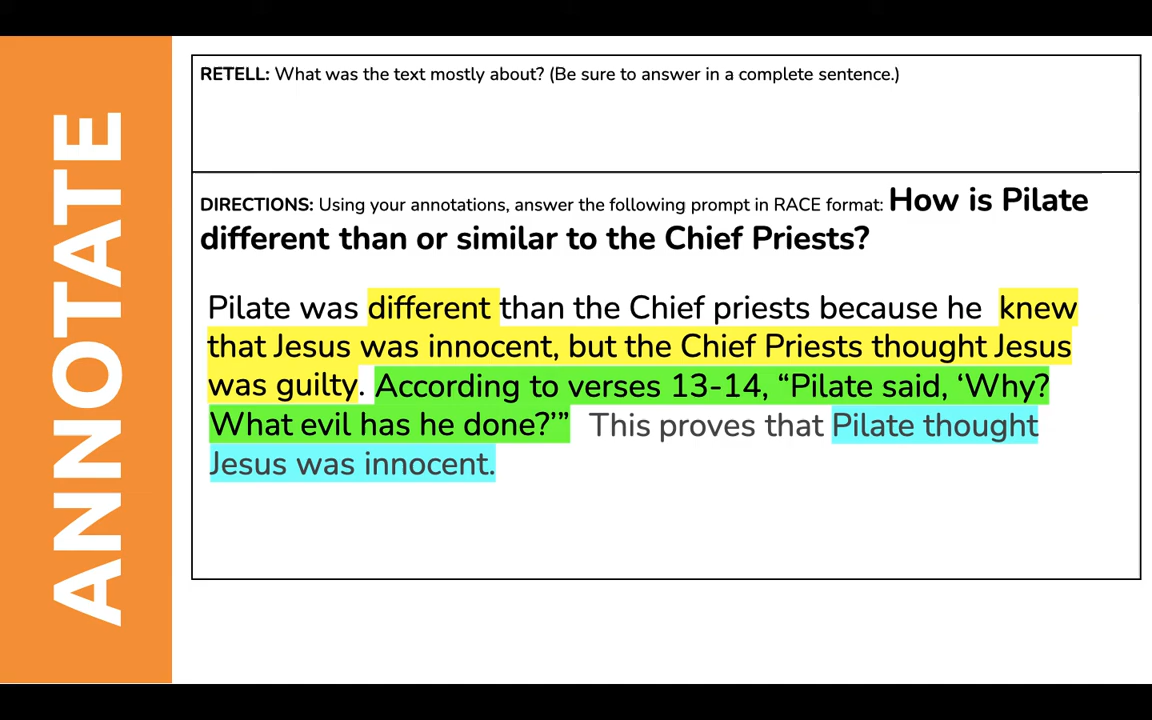 ANNOTATE
RETELL: What was the text mostly about? (Be sure to answer in a complete sentence.)
DIRECTIONS: Using your annotations, answer the following prompt in RACE format: How is Pilate
different than or similar to the Chief Priests?
Pilate was different than the Chief priests because he knew
that Jesus was innocent, but the Chief Priests thought Jesus
was guilty. According to verses 13-14, “Pilate said, ‘Why?
What evil has he done?’” This proves that Pilate thought
Jesus was innocent.